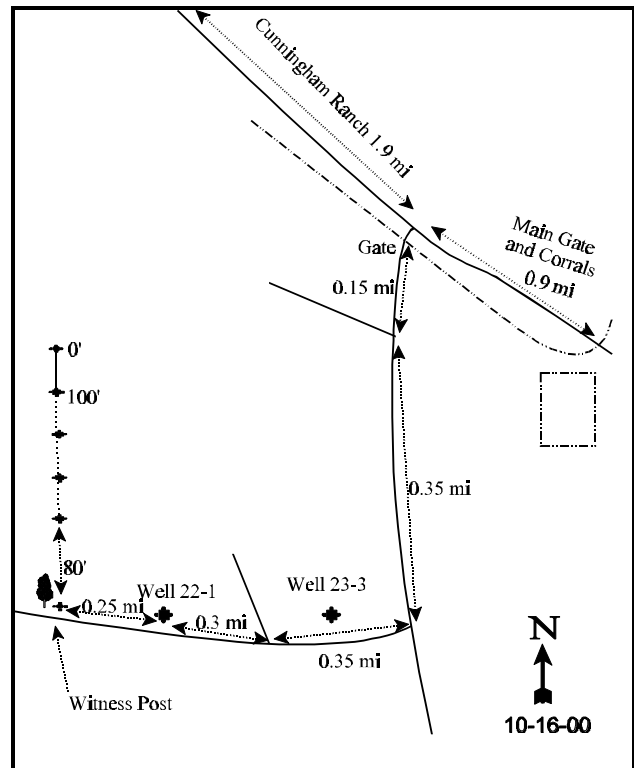 Cunningham Ranch 1.9 mi
Main Gate
and Corrals
0.9 mi
Gate
0.15 mi
0'
100'
0.35 mi
80'
Well 22-1
Well 23-3
0.25 mi
0.3 mi
0.35 mi
N
Witness Post
10-16-00